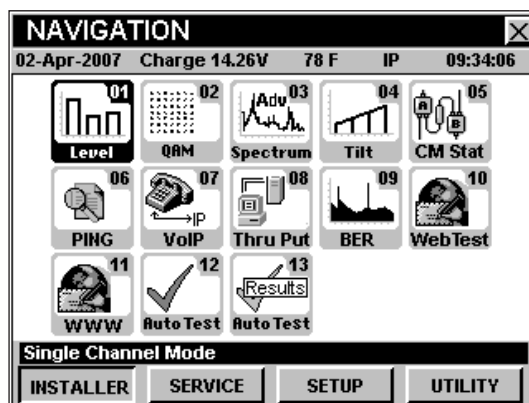 NAVIGATION
02-Apr-2007 Charge 14.26V 78 F IP 09:34:06
01 02 Adv 03 04 A B 05
Level QAM Spectrum Tilt CM Stat
06 07 IP 08 09 10
PING VoIP Thru Put BER WebTest
11 12 Results 13
WWW Auto Test Auto Test
Single Channel Mode
INSTALLER SERVICE SETUP UTILITY